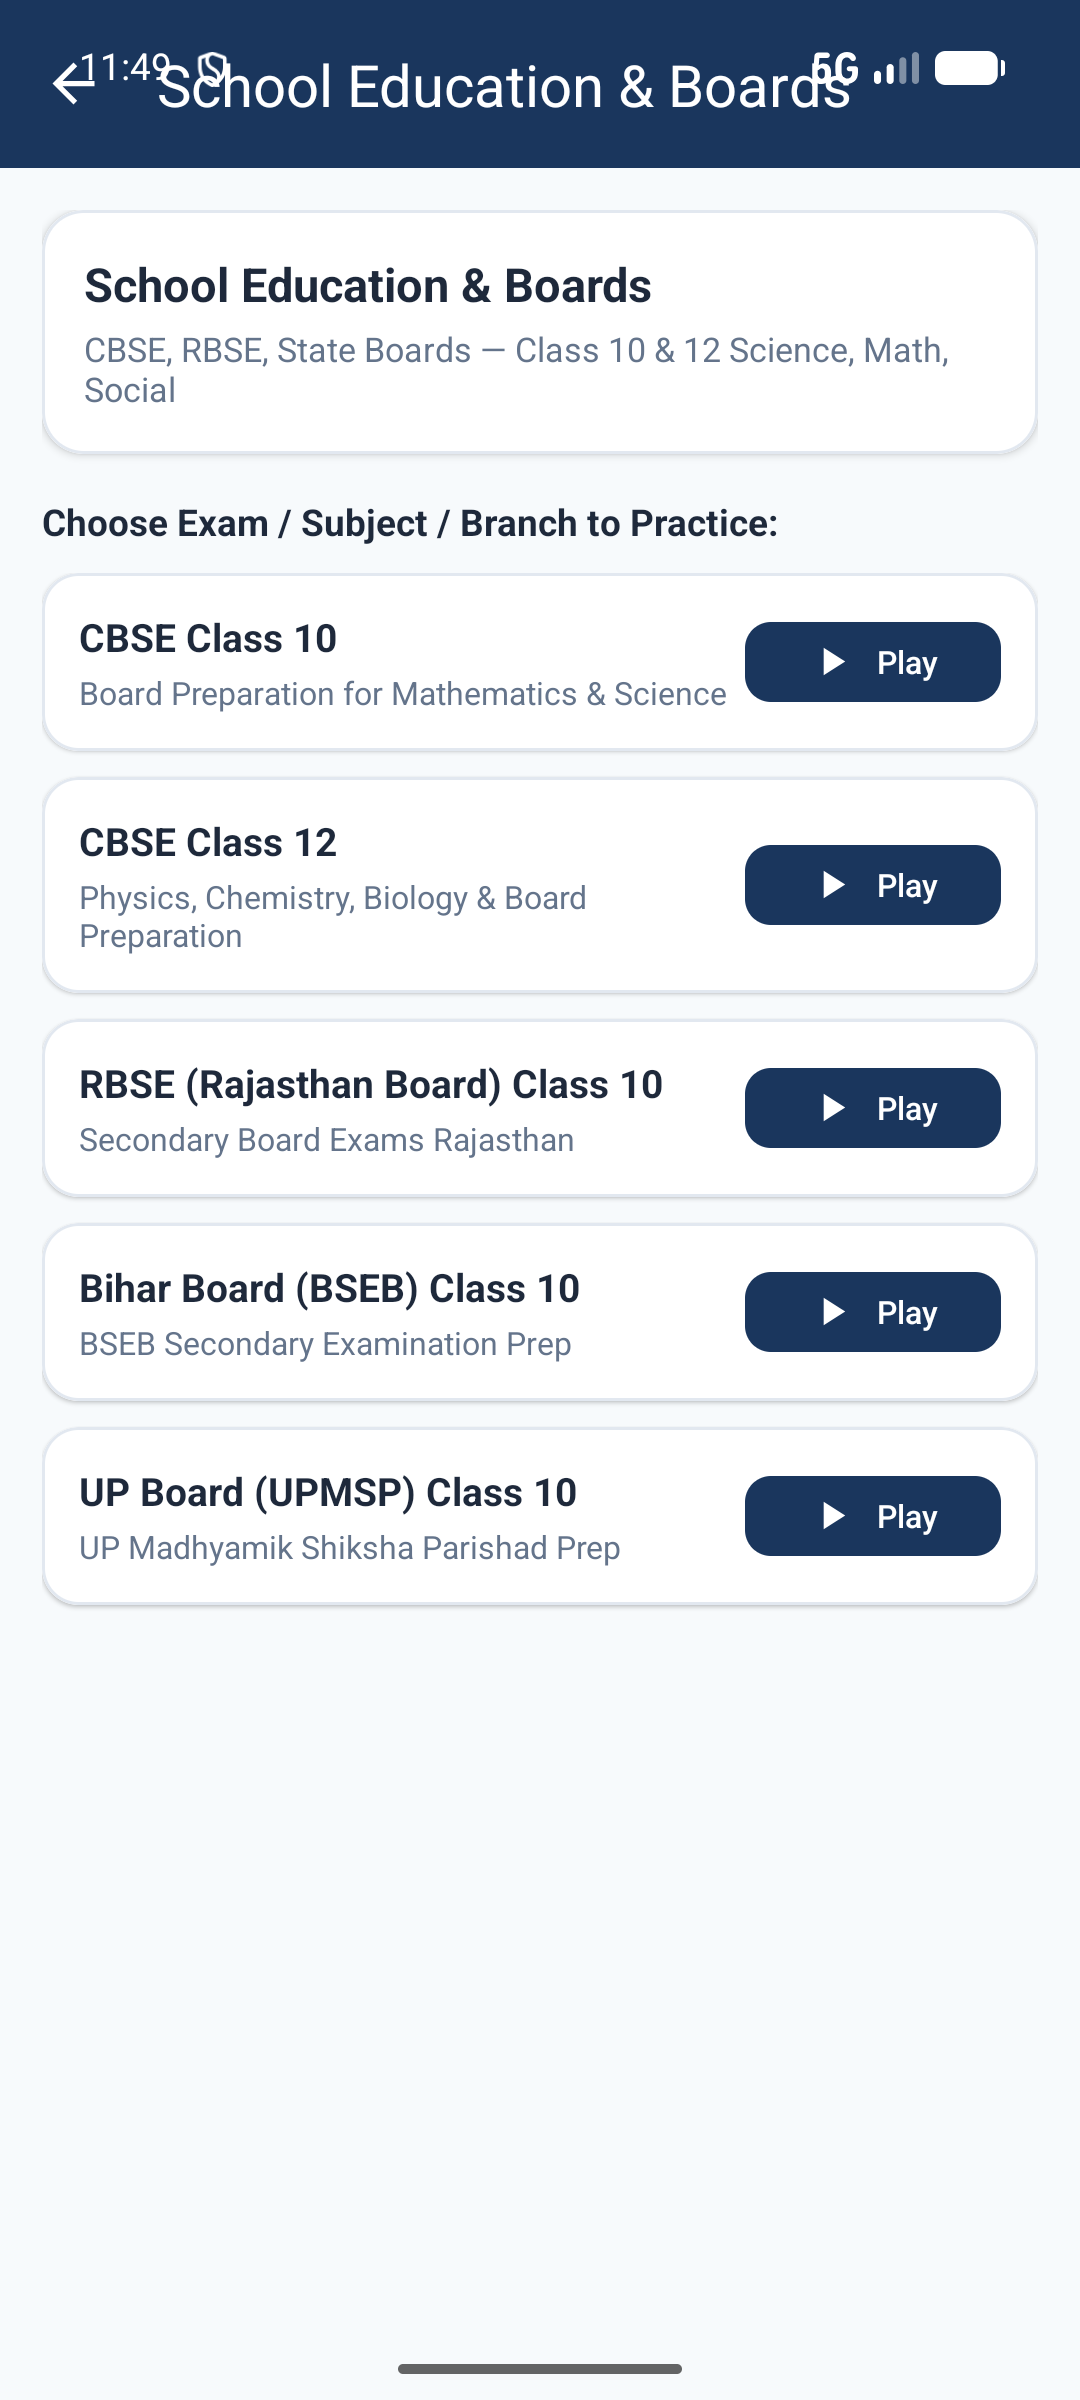 11:49
5G
School Education & Boards
School Education & Boards
CBSE, RBSE, State Boards — Class 10 & 12 Science, Math,
Social
Choose Exam / Subject / Branch to Practice:
CBSE Class 10
Board Preparation for Mathematics & Science
Play
CBSE Class 12
Physics, Chemistry, Biology & Board
Preparation
Play
RBSE (Rajasthan Board) Class 10
Secondary Board Exams Rajasthan
Play
Bihar Board (BSEB) Class 10
BSEB Secondary Examination Prep
Play
UP Board (UPMSP) Class 10
UP Madhyamik Shiksha Parishad Prep
Play